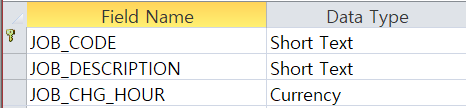 Field Name Data Type
JOB_CODE Short Text
JOB_DESCRIPTION Short Text
JOB_CHG_HOUR Currency